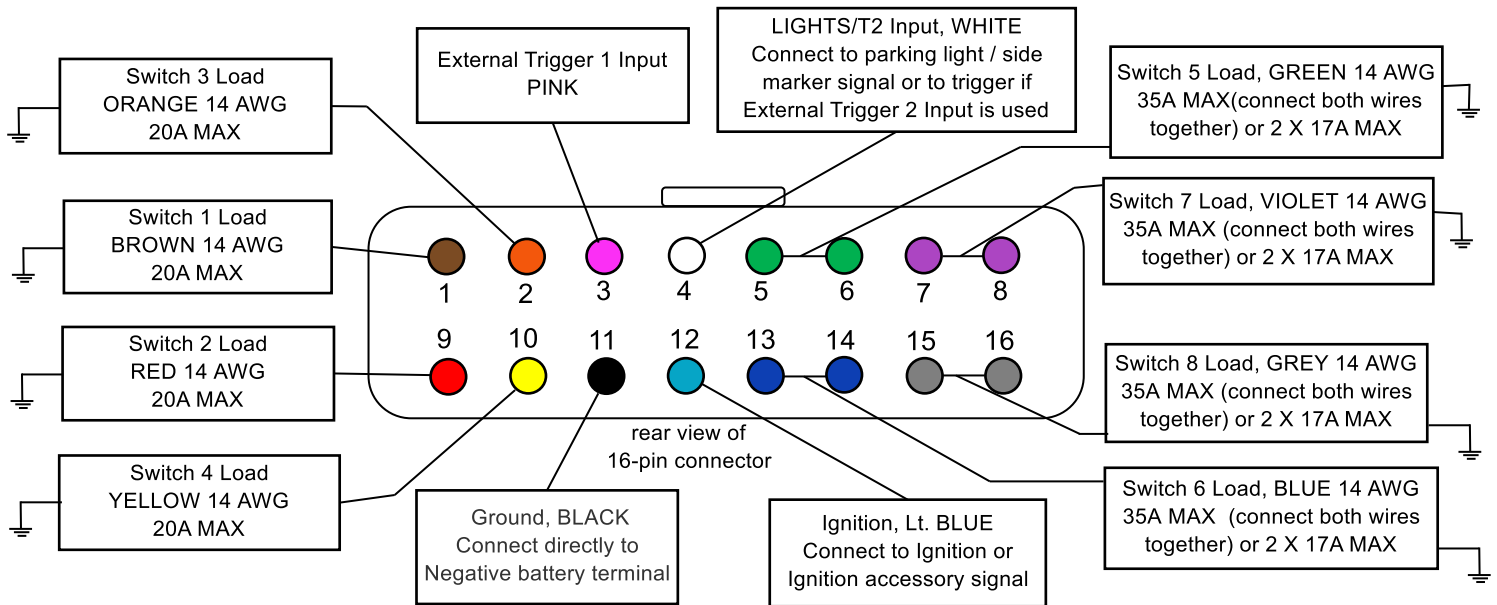 Switch 3 Load
ORANGE 14 AWG
20A MAX
External Trigger 1 Input
PINK
LIGHTS/T2 Input, WHITE
Connect to parking light / side
marker signal or to trigger if
External Trigger 2 Input is used
Switch 5 Load, GREEN 14 AWG
35A MAX(connect both wires
together) or 2 X 17A MAX
Switch 1 Load
BROWN 14 AWG
20A MAX
Switch 7 Load, VIOLET 14 AWG
35A MAX (connect both wires
together) or 2 X 17A MAX
1 2 3 4 5 6 7 8
9 10 11 12 13 14 15 16
Switch 2 Load
RED 14 AWG
20A MAX
Switch 8 Load, GREY 14 AWG
35A MAX (connect both wires
together) or 2 X 17A MAX
rear view of
16-pin connector
Switch 4 Load
YELLOW 14 AWG
20A MAX
Ground, BLACK
Connect directly to
Negative battery terminal
Ignition, Lt. BLUE
Connect to Ignition or
Ignition accessory signal
Switch 6 Load, BLUE 14 AWG
35A MAX  (connect both wires
together) or 2 X 17A MAX